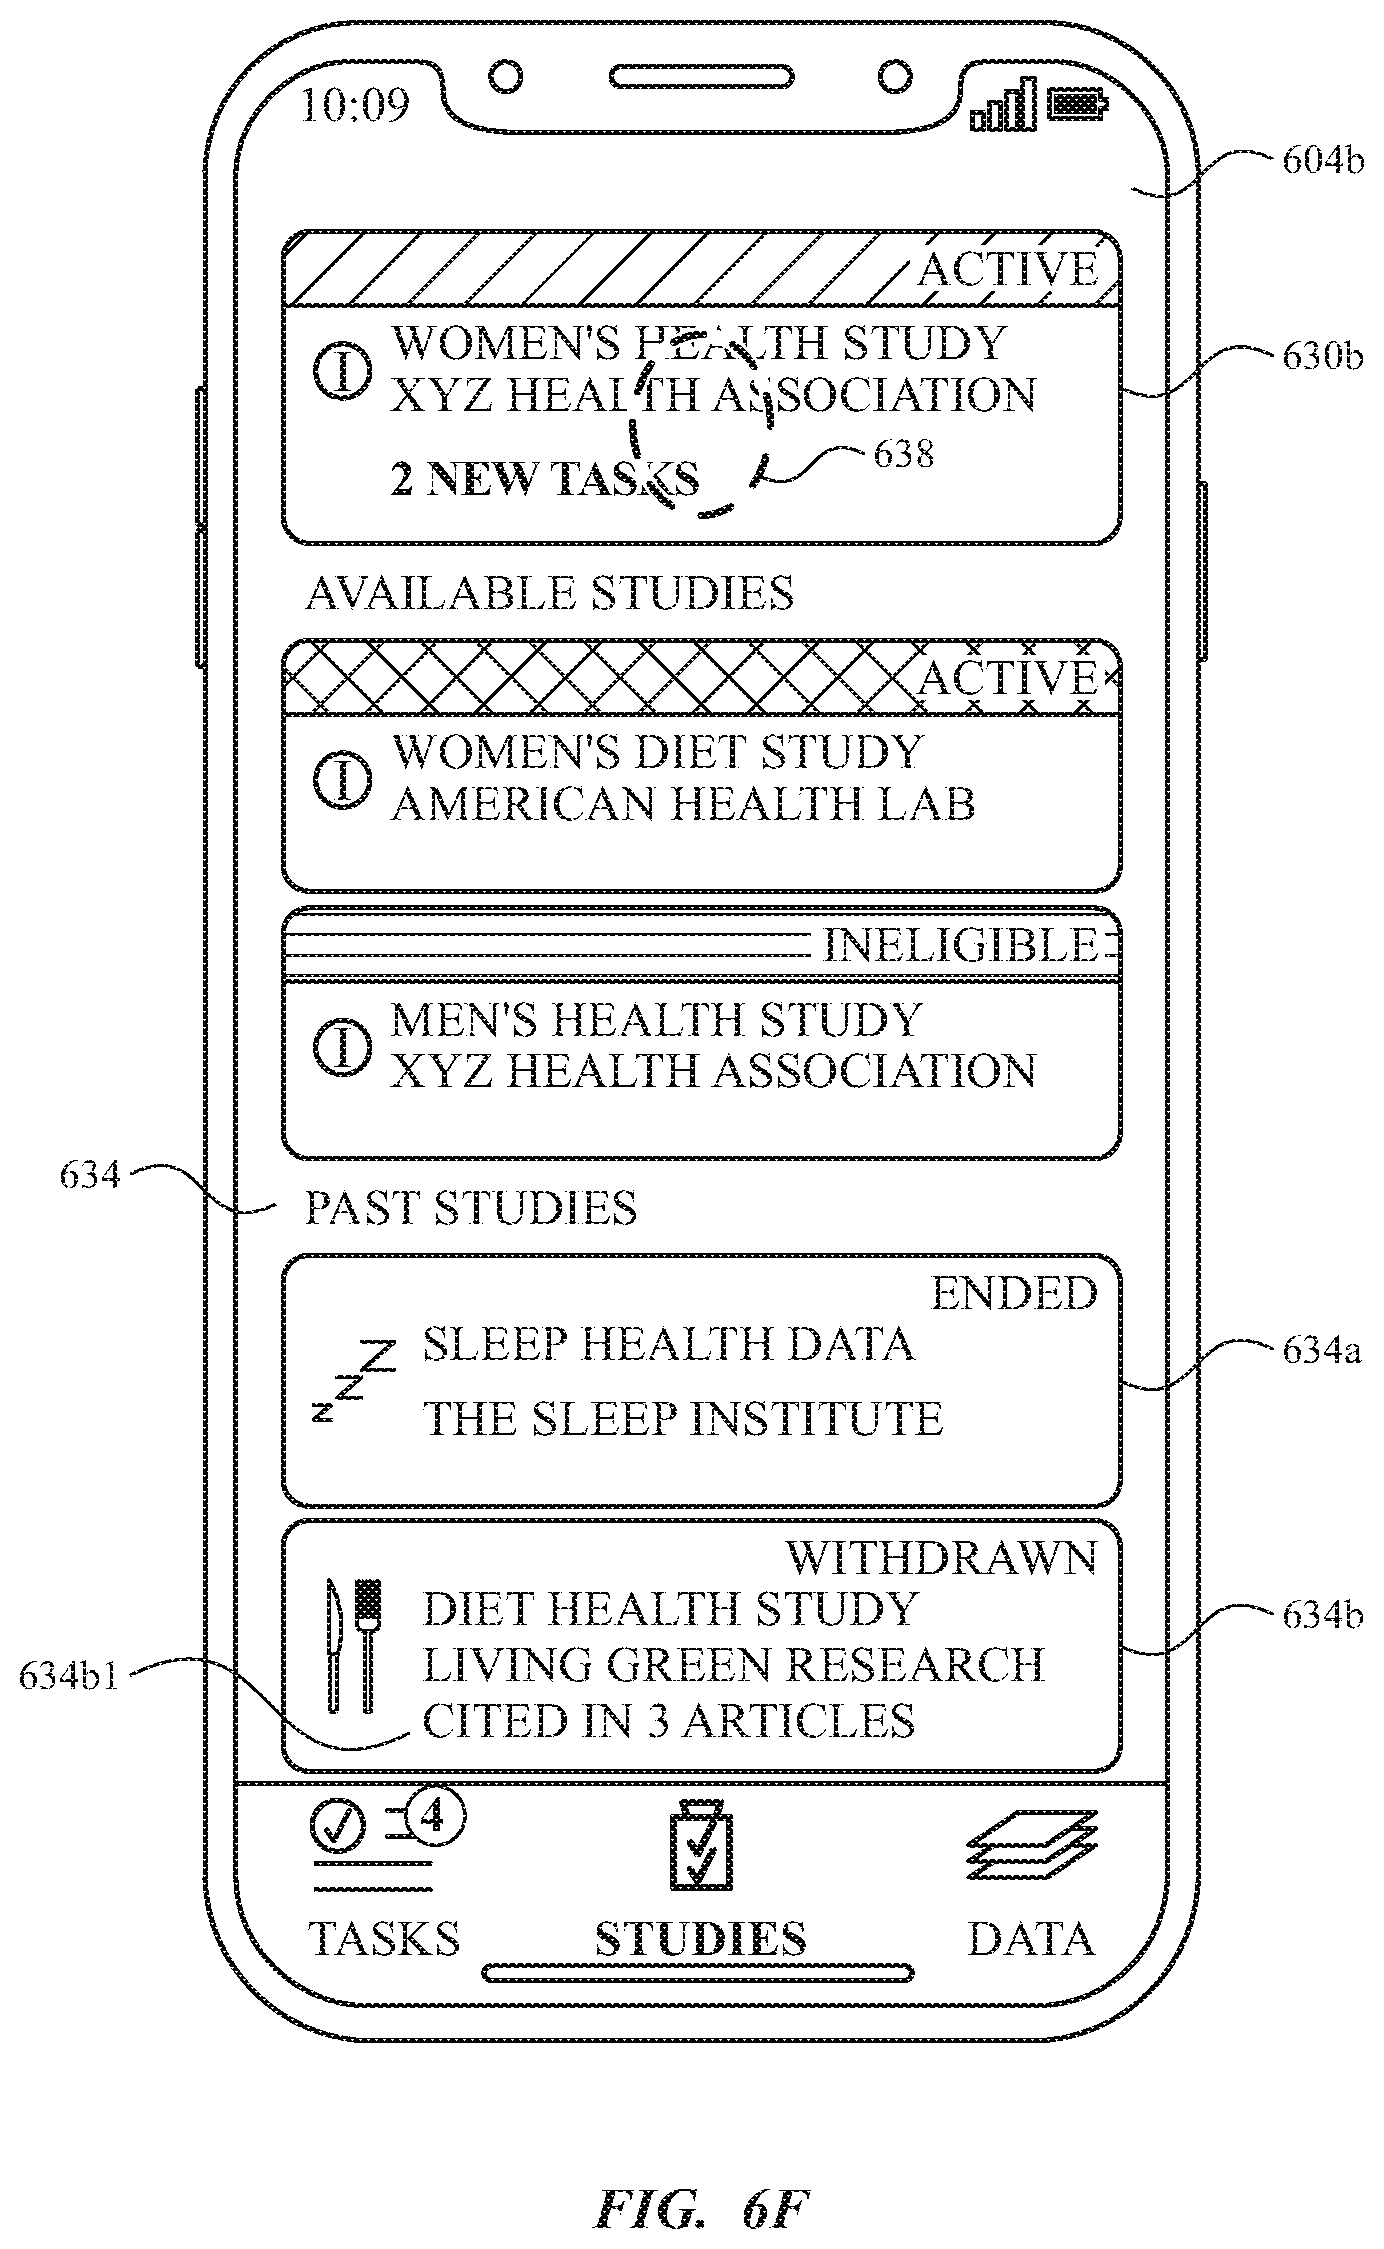 10:09
604b
ACTIVE
I WOMEN'S HEALTH STUDY
XYZ HEALTH ASSOCIATION
630b
2 NEW TASKS
638
AVAILABLE STUDIES
ACTIVE
I WOMEN'S DIET STUDY
AMERICAN HEALTH LAB
INELIGIBLE
I MEN'S HEALTH STUDY
XYZ HEALTH ASSOCIATION
634
PAST STUDIES
ENDED
z z Z SLEEP HEALTH DATA
634a
THE SLEEP INSTITUTE
WITHDRAWN
DIET HEALTH STUDY
634b
LIVING GREEN RESEARCH
634b1
CITED IN 3 ARTICLES
4
TASKS STUDIES DATA
FIG. 6F